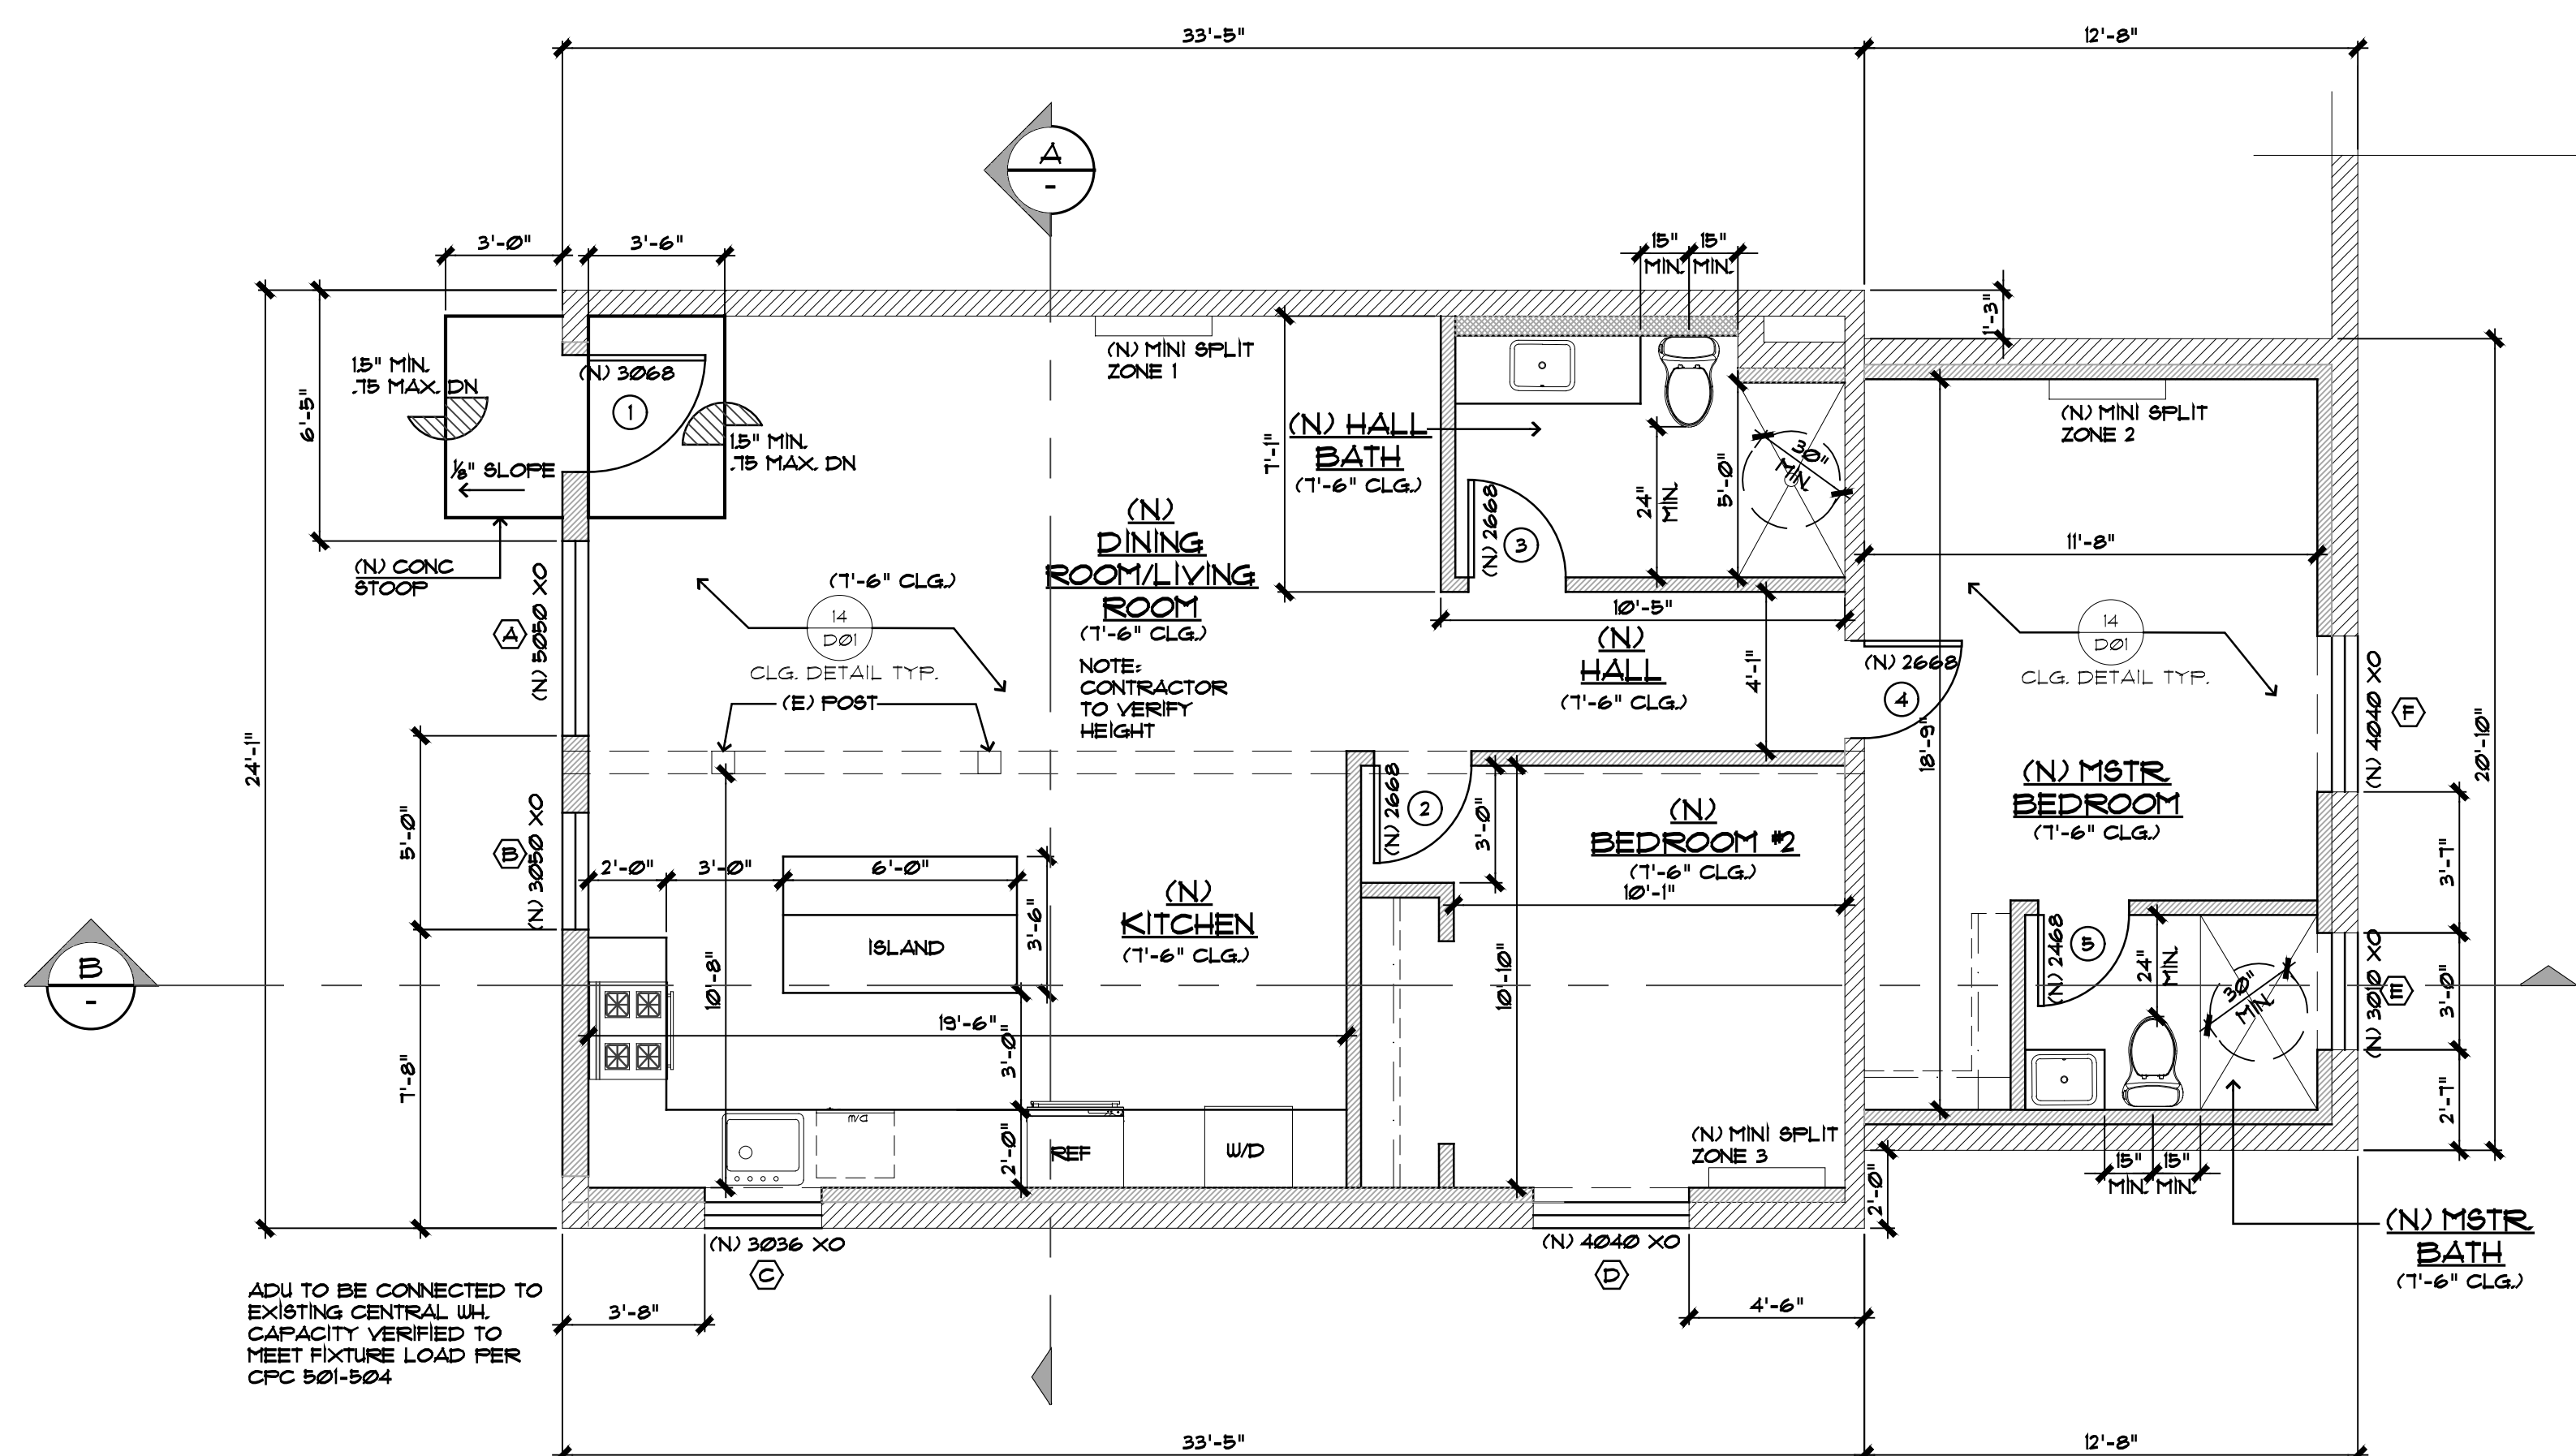 33'-5"
12'-8"
A
-
3'-0"
3'-6"
15"
15"
MIN.
MIN.
1'-3"
(N) MINI SPLIT
ZONE 1
1.5" MIN.
.75 MAX. DN
(N) 3068
1
6'-5"
1.5" MIN.
.75 MAX. DN
1/8" SLOPE
(N) CONC
STOOP
(N) HALL
BATH
(7'-6" CLG.)
7'-1"
(N) MINI SPLIT
ZONE 2
30"
MIN.
5'-0"
24"
MIN.
(N) 2668
3
11'-8"
(N)
DINING
ROOM/LIVING
ROOM
(7'-6" CLG.)
(7'-6" CLG.)
14
D01
CLG. DETAIL TYP.
A
(N) 5050 XO
10'-5"
(N)
HALL
(7'-6" CLG.)
4'-1"
(N) 2668
4
14
D01
CLG. DETAIL TYP.
(N) 4040 XO
F
NOTE:
CONTRACTOR
TO VERIFY
HEIGHT
(E) POST
24'-1"
18'-9"
20'-10"
(N) MSTR
BEDROOM
(7'-6" CLG.)
(N) 2668
2
3'-0"
(N)
BEDROOM #2
(7'-6" CLG.)
10'-1"
5'-0"
B
(N) 3050 XO
2'-0"
3'-0"
6'-0"
3'-6"
ISLAND
(N)
KITCHEN
(7'-6" CLG.)
3'-7"
B
-
10'-8"
10'-10"
(N) 2468
5
24"
MIN.
30"
MIN.
(N) 3010 XO
E
3'-0"
19'-6"
3'-0"
7'-8"
2'-7"
2'-0"
REF
W/D
(N) MINI SPLIT
ZONE 3
2'-0"
15"
15"
MIN.
MIN.
(N) MSTR
BATH
(7'-6" CLG.)
(N) 3036 XO
C
(N) 4040 XO
D
ADU TO BE CONNECTED TO
EXISTING CENTRAL WH.
CAPACITY VERIFIED TO
MEET FIXTURE LOAD PER
CPC 501-504
3'-8"
4'-6"
33'-5"
12'-8"